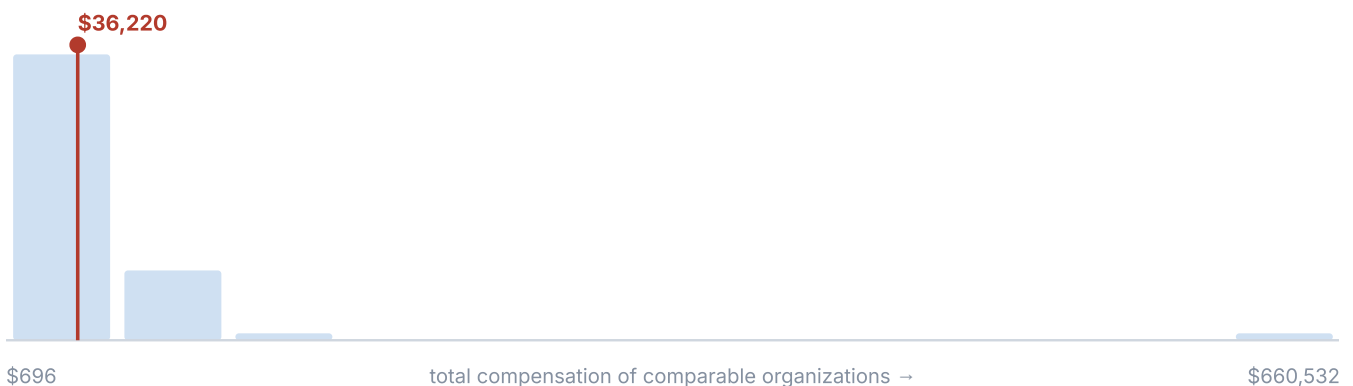 $36,220
$696 total compensation of comparable organizations → $660,532